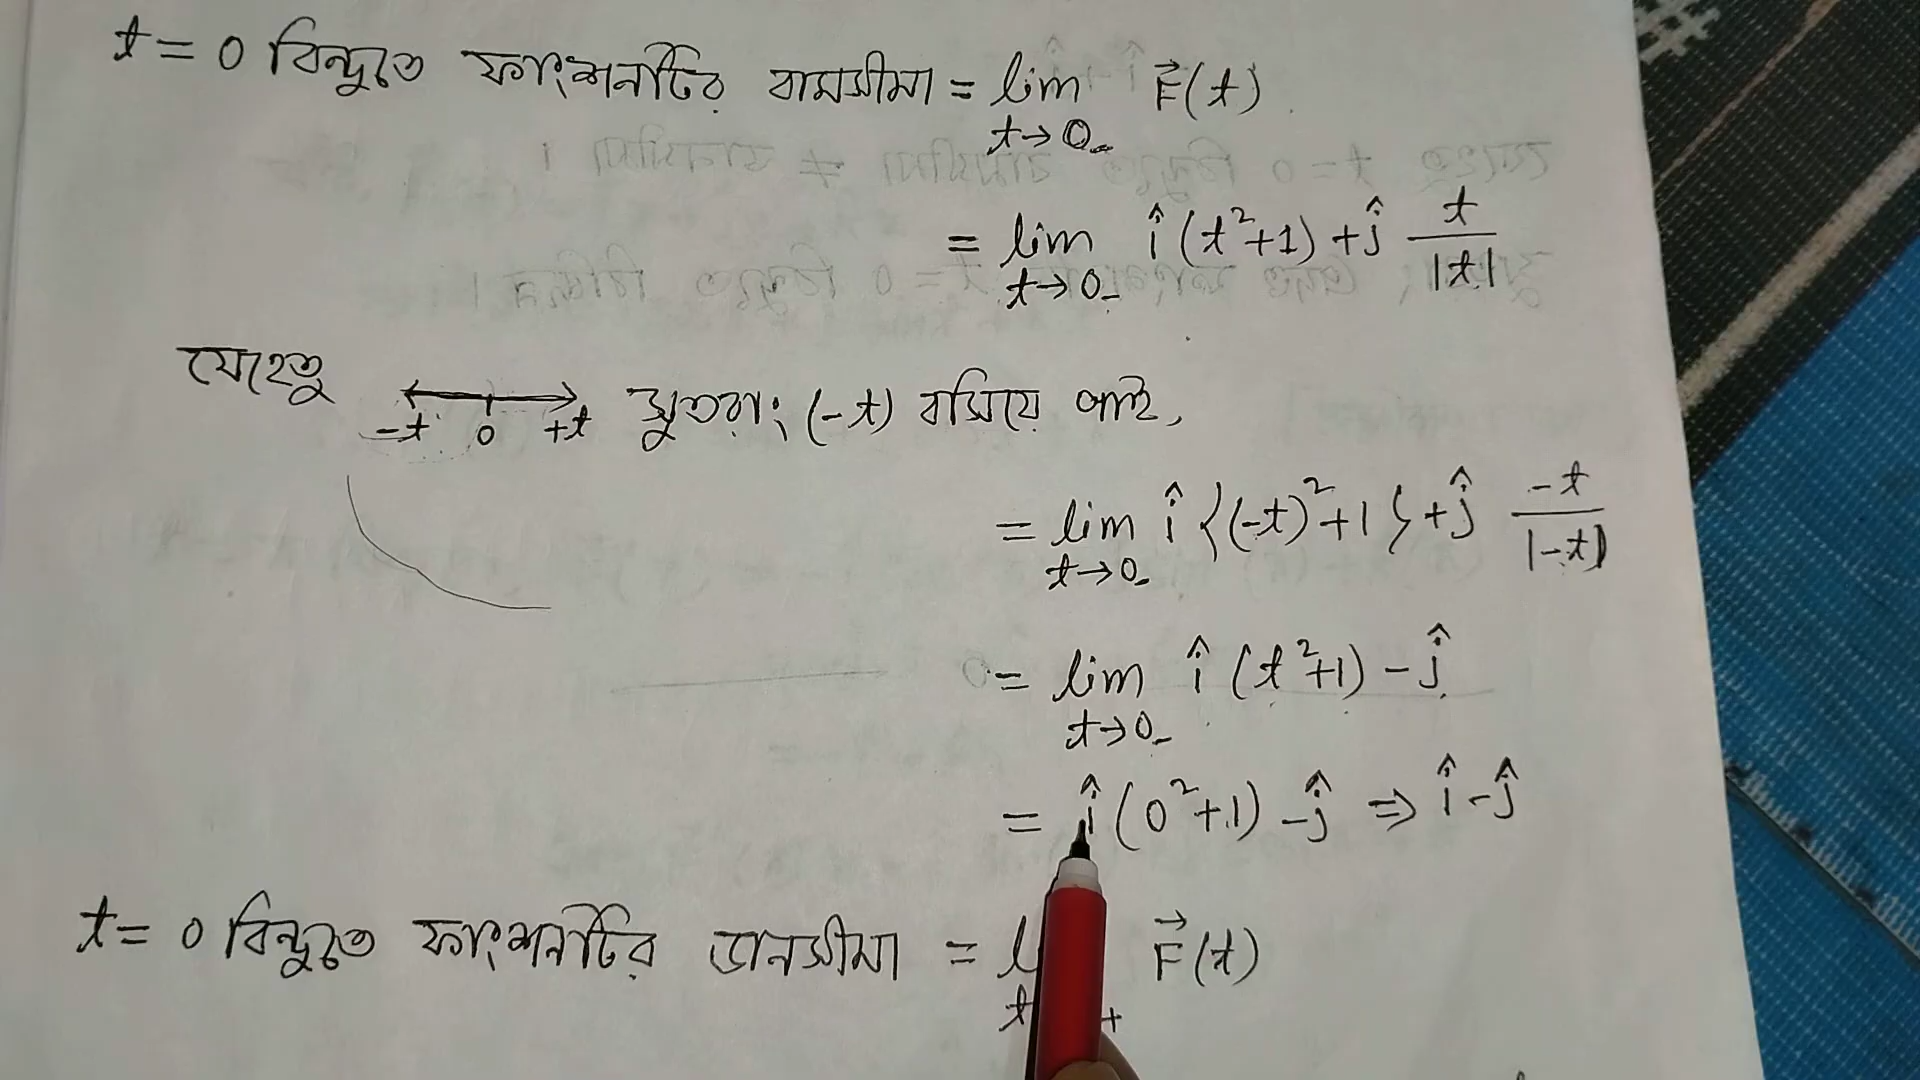 t = 0 বিন্দুতে ফাংশনটির বামসীমা = lim F⃗(t)
t→0₋
= lim î (t²+1) + ĵ t/|t|
t→0₋
যেহেতু -t 0 +t সুতরাং (-t) বসিয়ে পাই,
= lim î {(-t)²+1} + ĵ -t/|-t|
t→0₋
= lim î (t²+1) - ĵ
t→0₋
= î (0²+1) - ĵ ⇒ î - ĵ
t = 0 বিন্দুতে ফাংশনটির ডানসীমা = F⃗(t)
t +